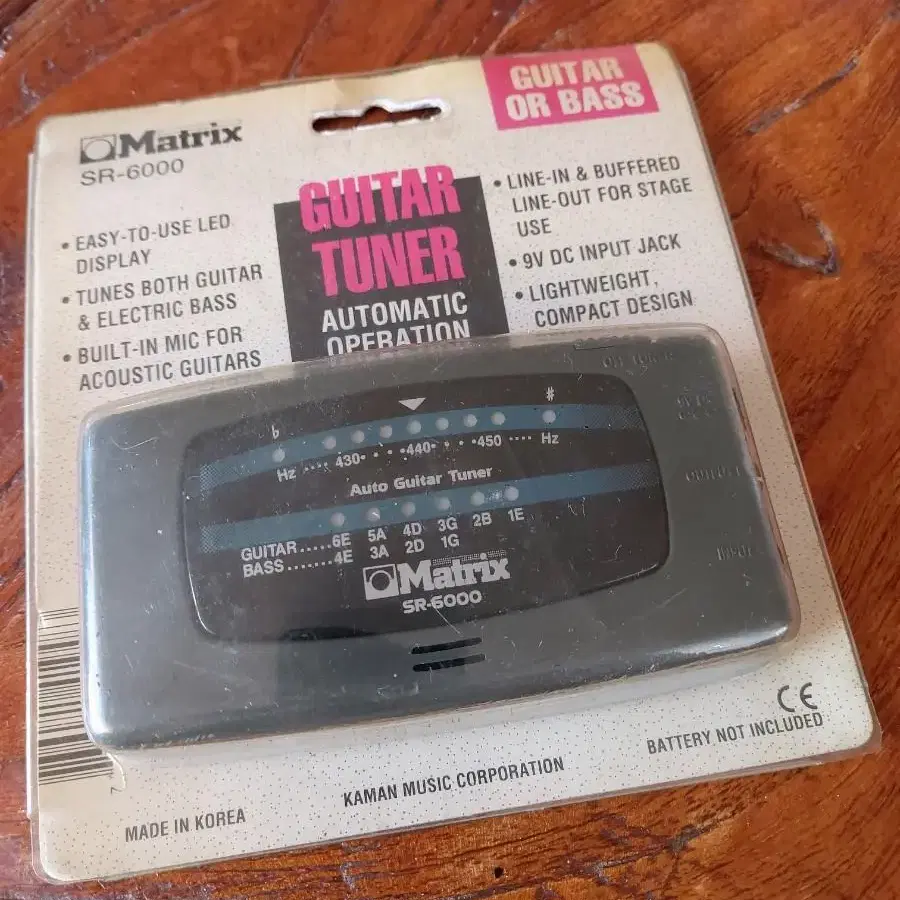 GUITAR
OR BASS
Matrix
SR-6000
GUITAR
TUNER
AUTOMATIC
OPERATION
• EASY-TO-USE LED
DISPLAY
• TUNES BOTH GUITAR
& ELECTRIC BASS
• BUILT-IN MIC FOR
ACOUSTIC GUITARS
• LINE-IN & BUFFERED
LINE-OUT FOR STAGE
USE
• 9V DC INPUT JACK
• LIGHTWEIGHT,
COMPACT DESIGN
♭ #
Hz ···· 430• • • •440• • • •450 ···· Hz
Auto Guitar Tuner
GUITAR.....6E 5A 4D 3G 2B 1E
BASS.......4E 3A 2D 1G
Matrix
SR-6000
INPUT
CE
BATTERY NOT INCLUDED
KAMAN MUSIC CORPORATION
MADE IN KOREA